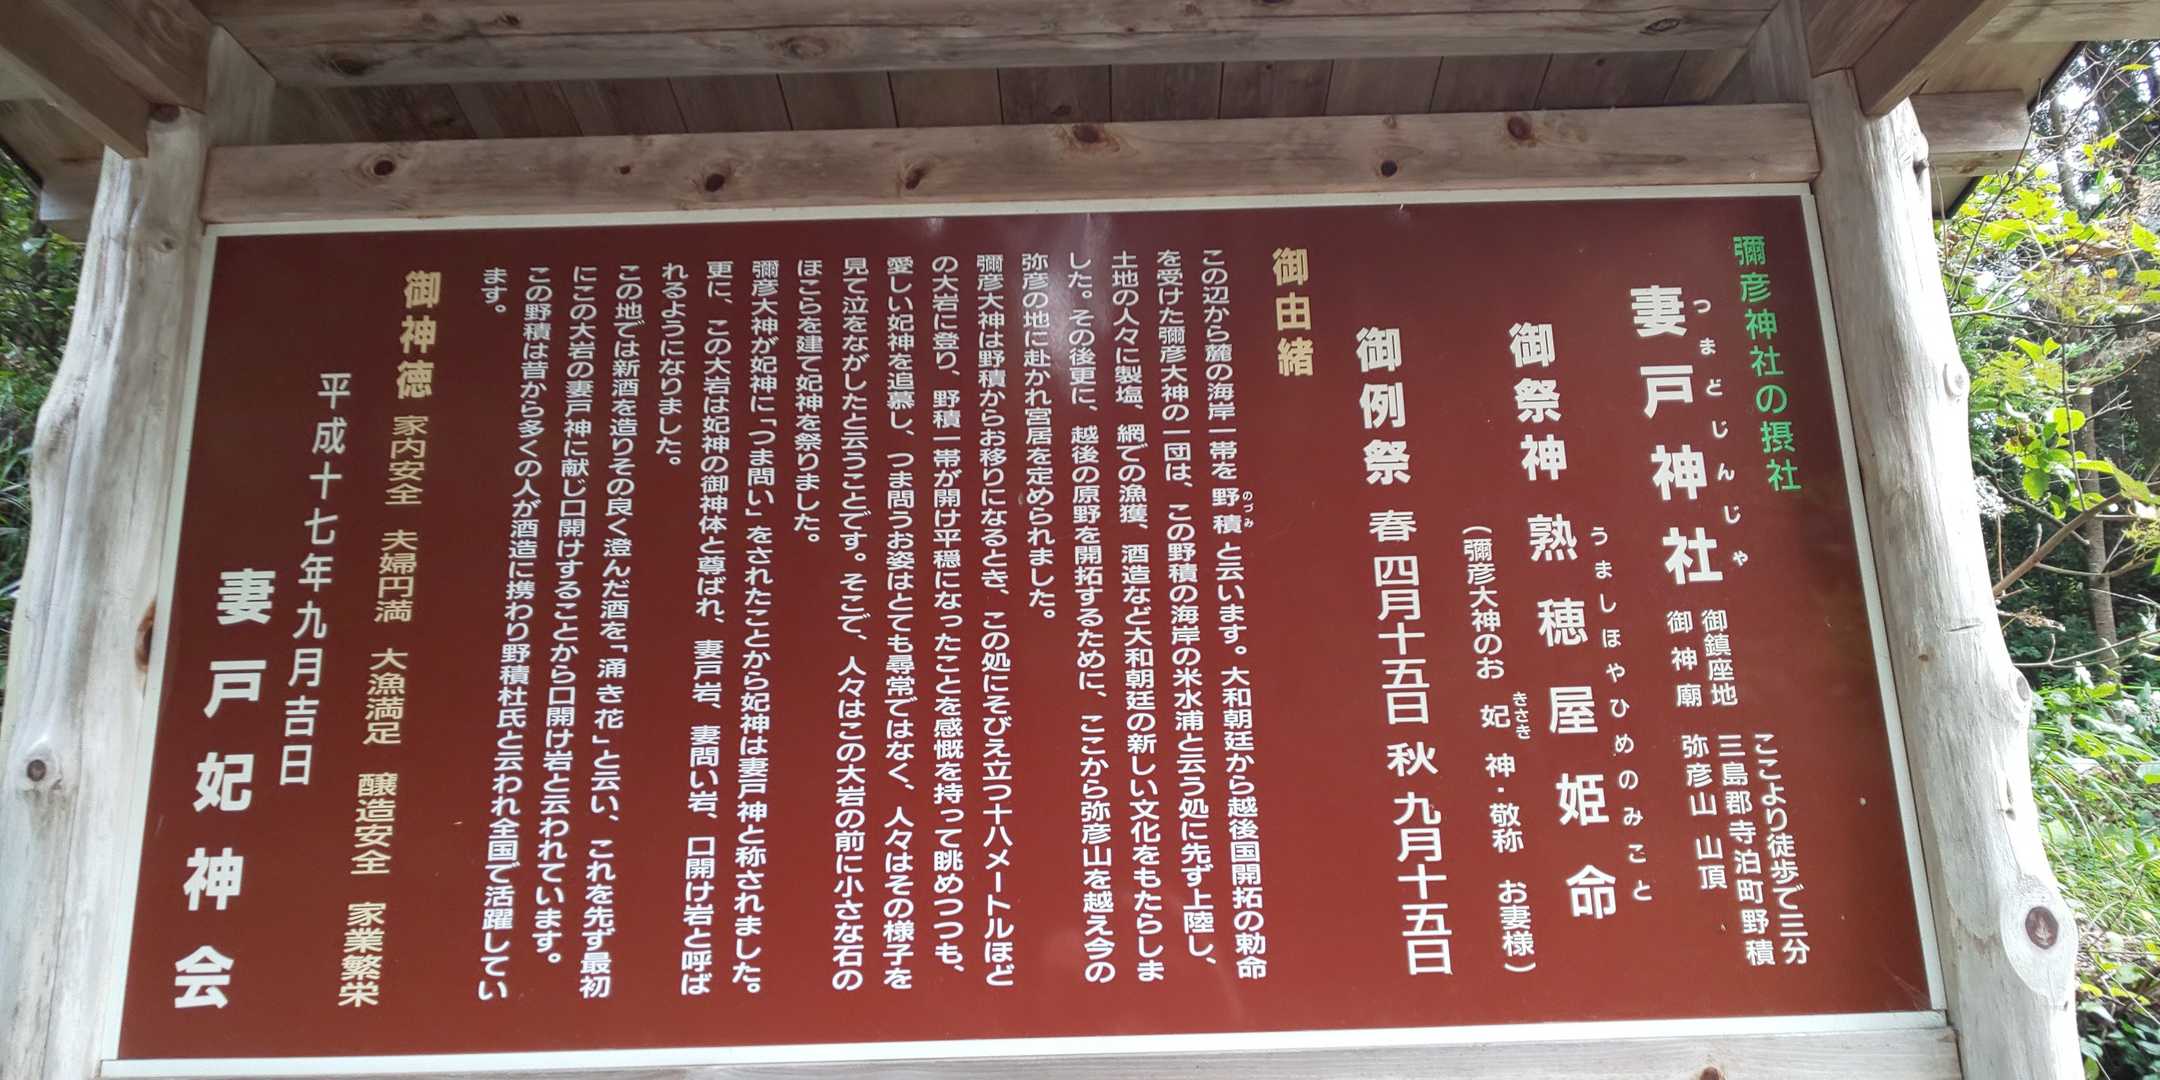 彌彦神社の摂社
つまどじんじゃ
妻戸神社
御鎮座地 ここより徒歩で三分
三島郡寺泊町野積
御神廟 弥彦山 山頂
うましほやひめのみこと
御祭神 熟穂屋姫命
きさき
(彌彦大神のお 妃 神・敬称 お妻様)
御例祭 春 四月十五日 秋 九月十五日
御由緒
のづみ
この辺から麓の海岸一帯を 野積 と云います。大和朝廷から越後国開拓の勅命
を受けた彌彦大神の一団は、この野積の海岸の米水浦と云う処に先ず上陸し、
土地の人々に製塩、網での漁獲、酒造など大和朝廷の新しい文化をもたらしま
した。その後更に、越後の原野を開拓するために、ここから弥彦山を越え今の
弥彦の地に赴かれ宮居を定められました。
彌彦大神は野積からお移りになるとき、この処にそびえ立つ十八メートルほど
の大岩に登り、野積一帯が開け平穏になったことを感慨を持って眺めつつも、
愛しい妃神を追慕し、つま問うお姿はとても尋常ではなく、人々はその様子を
見て泣をながしたと云うことです。そこで、人々はこの大岩の前に小さな石の
ほこらを建て妃神を祭りました。
彌彦大神が妃神に「つま問い」をされたことから妃神は妻戸神と称されました。
更に、この大岩は妃神の御神体と尊ばれ、妻戸岩、妻問い岩、口開け岩と呼ば
れるようになりました。
この地では新酒を造りその良く澄んだ酒を「涌き花」と云い、これを先ず最初
にこの大岩の妻戸神に献じ口開けすることから口開け岩と云われています。
この野積は昔から多くの人が酒造に携わり野積杜氏と云われ全国で活躍してい
ます。
御神徳 家内安全 夫婦円満 大漁満足 醸造安全 家業繁栄
平成十七年九月吉日
妻戸妃神会